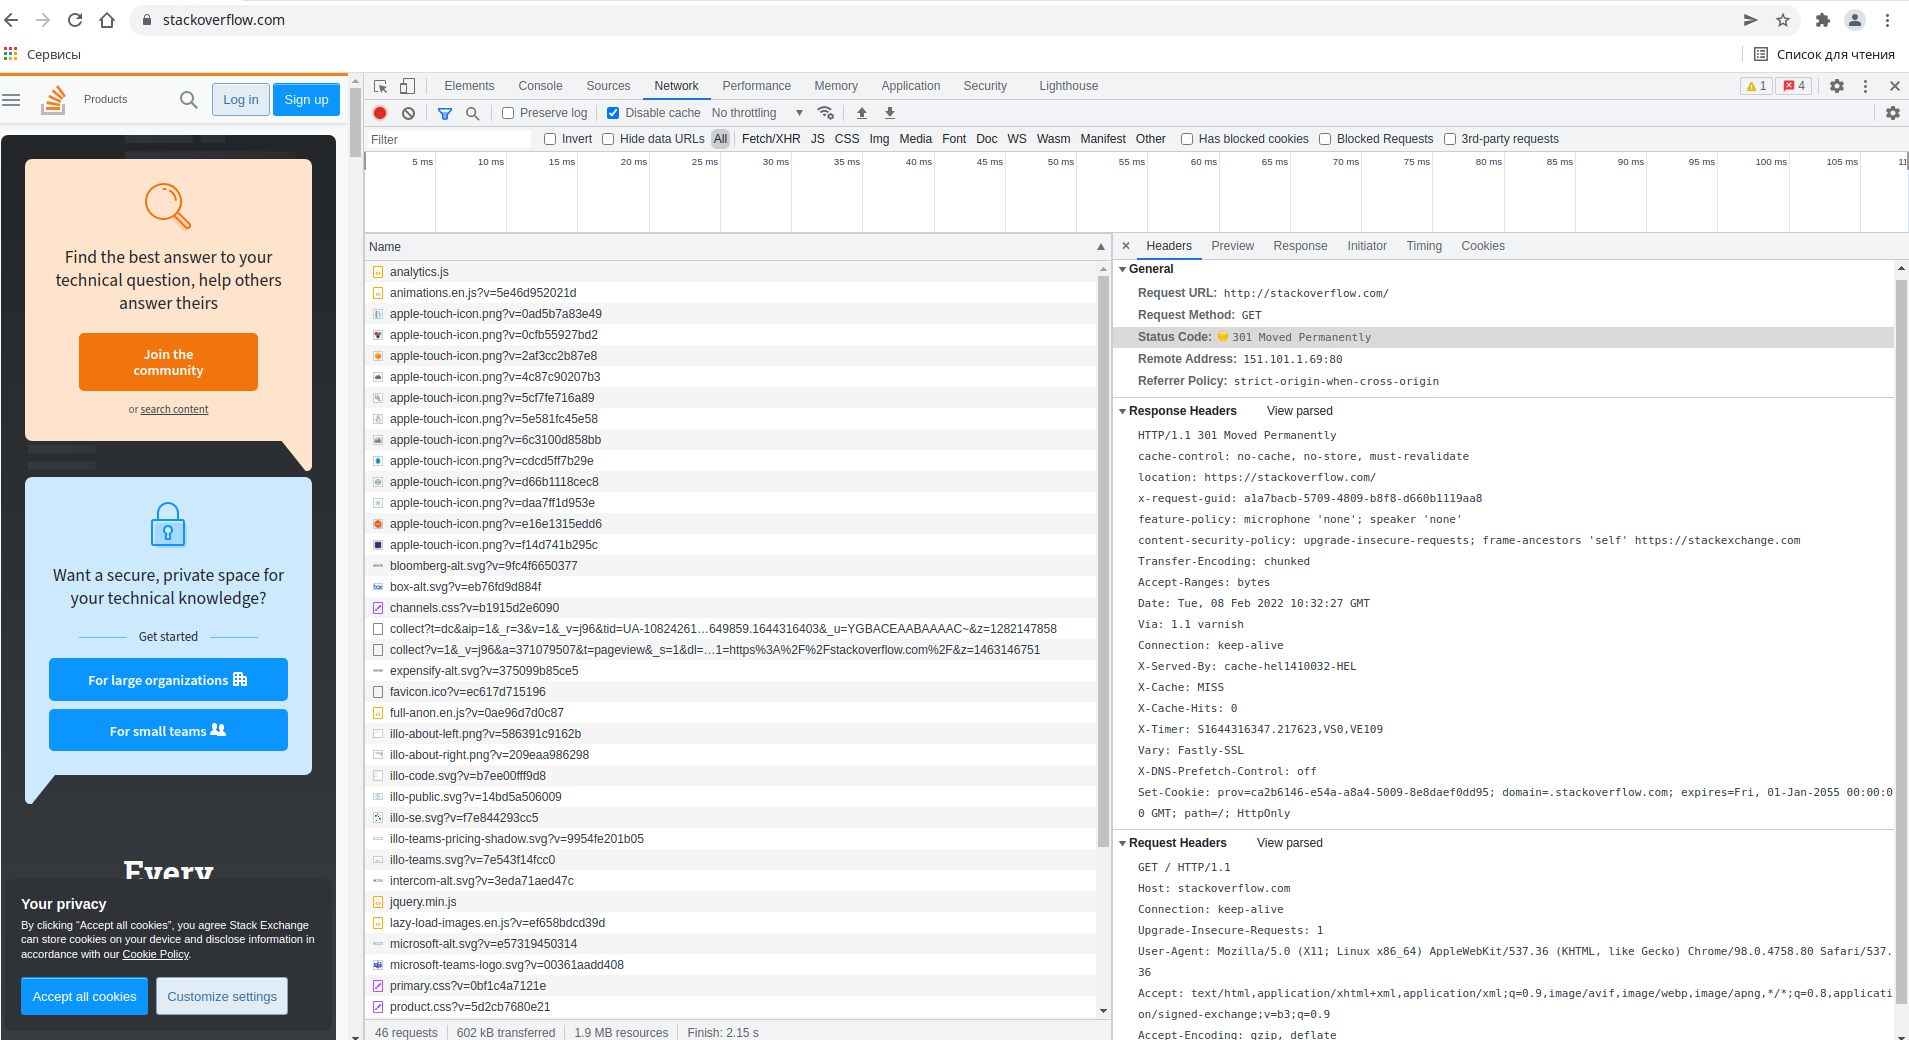 stackoverflow.com
Сервисы
Список для чтения
Products
Log in
Sign up
Find the best answer to your
technical question, help others
answer theirs
Join the
community
or search content
Want a secure, private space for
your technical knowledge?
Get started
For large organizations
For small teams
Every
Your privacy
By clicking “Accept all cookies”, you agree Stack Exchange
can store cookies on your device and disclose information in
accordance with our Cookie Policy.
Accept all cookies
Customize settings
Elements Console Sources Network Performance Memory Application Security Lighthouse
1 4
Preserve log Disable cache No throttling
Filter Invert Hide data URLs All Fetch/XHR JS CSS Img Media Font Doc WS Wasm Manifest Other Has blocked cookies Blocked Requests 3rd-party requests
5 ms 10 ms 15 ms 20 ms 25 ms 30 ms 35 ms 40 ms 45 ms 50 ms 55 ms 60 ms 65 ms 70 ms 75 ms 80 ms 85 ms 90 ms 95 ms 100 ms 105 ms 11
Name
analytics.js
animations.en.js?v=5e46d952021d
apple-touch-icon.png?v=0ad5b7a83e49
apple-touch-icon.png?v=0cfb55927bd2
apple-touch-icon.png?v=2af3cc2b87e8
apple-touch-icon.png?v=4c87c90207b3
apple-touch-icon.png?v=5cf7fe716a89
apple-touch-icon.png?v=5e581fc45e58
apple-touch-icon.png?v=6c3100d858bb
apple-touch-icon.png?v=cdcd5ff7b29e
apple-touch-icon.png?v=d66b1118cec8
apple-touch-icon.png?v=daa7ff1d953e
apple-touch-icon.png?v=e16e1315edd6
apple-touch-icon.png?v=f14d741b295c
bloomberg-alt.svg?v=9fc4f6650377
box-alt.svg?v=eb76fd9d884f
channels.css?v=b1915d2e6090
collect?t=dc&aip=1&_r=3&v=1&_v=j96&tid=UA-10824261…649859.1644316403&_u=YGBACEAABAAAAC~&z=1282147858
collect?v=1&_v=j96&a=371079507&t=pageview&_s=1&dl=…1=https%3A%2F%2Fstackoverflow.com%2F&z=1463146751
expensify-alt.svg?v=375099b85ce5
favicon.ico?v=ec617d715196
full-anon.en.js?v=0ae96d7d0c87
illo-about-left.png?v=586391c9162b
illo-about-right.png?v=209eaa986298
illo-code.svg?v=b7ee00fff9d8
illo-public.svg?v=14bd5a506009
illo-se.svg?v=f7e844293cc5
illo-teams-pricing-shadow.svg?v=9954fe201b05
illo-teams.svg?v=7e543f14fcc0
intercom-alt.svg?v=3eda71aed47c
jquery.min.js
lazy-load-images.en.js?v=ef658bdcd39d
microsoft-alt.svg?v=e57319450314
microsoft-teams-logo.svg?v=00361aadd408
primary.css?v=0bf1c4a7121e
product.css?v=5d2cb7680e21
46 requests 602 kB transferred 1.9 MB resources Finish: 2.15 s
Headers Preview Response Initiator Timing Cookies
General
Request URL: http://stackoverflow.com/
Request Method: GET
Status Code: 301 Moved Permanently
Remote Address: 151.101.1.69:80
Referrer Policy: strict-origin-when-cross-origin
Response Headers View parsed
HTTP/1.1 301 Moved Permanently
cache-control: no-cache, no-store, must-revalidate
location: https://stackoverflow.com/
x-request-guid: a1a7bacb-5709-4809-b8f8-d660b1119aa8
feature-policy: microphone 'none'; speaker 'none'
content-security-policy: upgrade-insecure-requests; frame-ancestors 'self' https://stackexchange.com
Transfer-Encoding: chunked
Accept-Ranges: bytes
Date: Tue, 08 Feb 2022 10:32:27 GMT
Via: 1.1 varnish
Connection: keep-alive
X-Served-By: cache-hel1410032-HEL
X-Cache: MISS
X-Cache-Hits: 0
X-Timer: S1644316347.217623,VS0,VE109
Vary: Fastly-SSL
X-DNS-Prefetch-Control: off
Set-Cookie: prov=ca2b6146-e54a-a8a4-5009-8e8daef0dd95; domain=.stackoverflow.com; expires=Fri, 01-Jan-2055 00:00:0
0 GMT; path=/; HttpOnly
Request Headers View parsed
GET / HTTP/1.1
Host: stackoverflow.com
Connection: keep-alive
Upgrade-Insecure-Requests: 1
User-Agent: Mozilla/5.0 (X11; Linux x86_64) AppleWebKit/537.36 (KHTML, like Gecko) Chrome/98.0.4758.80 Safari/537.
36
Accept: text/html,application/xhtml+xml,application/xml;q=0.9,image/avif,image/webp,image/apng,*/*;q=0.8,applicati
on/signed-exchange;v=b3;q=0.9
Accept-Encoding: gzip, deflate